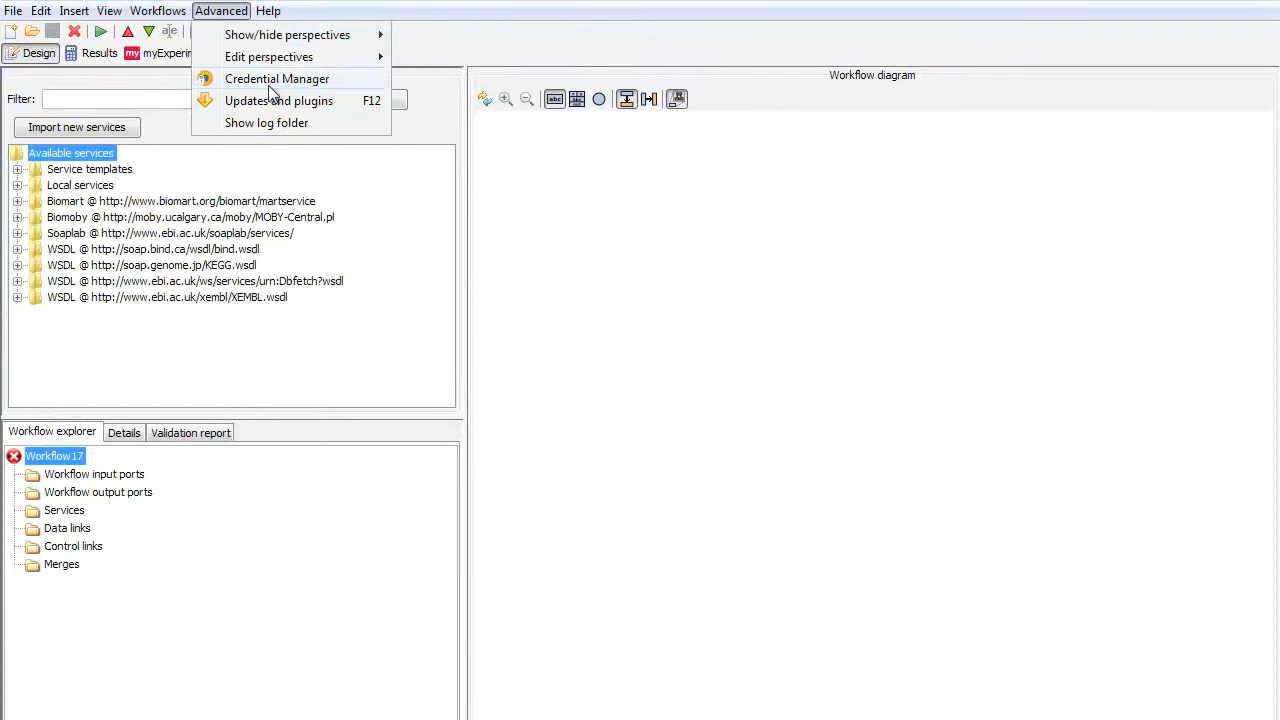 File Edit Insert View Workflows Advanced Help
Show/hide perspectives
Edit perspectives
Credential Manager
Updates and plugins F12
Show log folder
Design Results my myExperim
Workflow diagram
Filter:
abc
Import new services
Available services
Service templates
Local services
Biomart @ http://www.biomart.org/biomart/martservice
Biomoby @ http://moby.ucalgary.ca/moby/MOBY-Central.pl
Soaplab @ http://www.ebi.ac.uk/soaplab/services/
WSDL @ http://soap.bind.ca/wsdl/bind.wsdl
WSDL @ http://soap.genome.jp/KEGG.wsdl
WSDL @ http://www.ebi.ac.uk/ws/services/urn:Dbfetch?wsdl
WSDL @ http://www.ebi.ac.uk/xembl/XEMBL.wsdl
Workflow explorer Details Validation report
Workflow17
Workflow input ports
Workflow output ports
Services
Data links
Control links
Merges